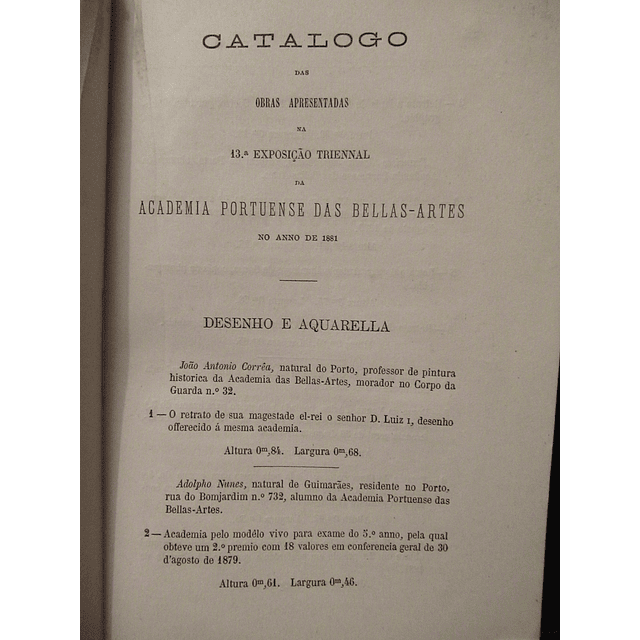 CATALOGO
DAS
OBRAS APRESENTADAS
NA
13.ª EXPOSIÇÃO TRIENNAL
DA
ACADEMIA PORTUENSE DAS BELLAS-ARTES
NO ANNO DE 1881
DESENHO E AQUARELLA
João Antonio Corrêa, natural do Porto, professor de pintura
historica da Academia das Bellas-Artes, morador no Corpo da
Guarda n.º 32.
1 — O retrato de sua magestade el-rei o senhor D. Luiz I, desenho
offerecido á mesma academia.
Altura 0m,84. Largura 0m,68.
Adolpho Nunes, natural de Guimarães, residente no Porto,
rua do Bomjardim n.º 732, alumno da Academia Portuense das
Bellas-Artes.
2 — Academia pelo modêlo vivo para exame do 5.º anno, pela qual
obteve um 2.º premio com 18 valores em conferencia geral de 30
d'agosto de 1879.
Altura 0m,61. Largura 0m,46.